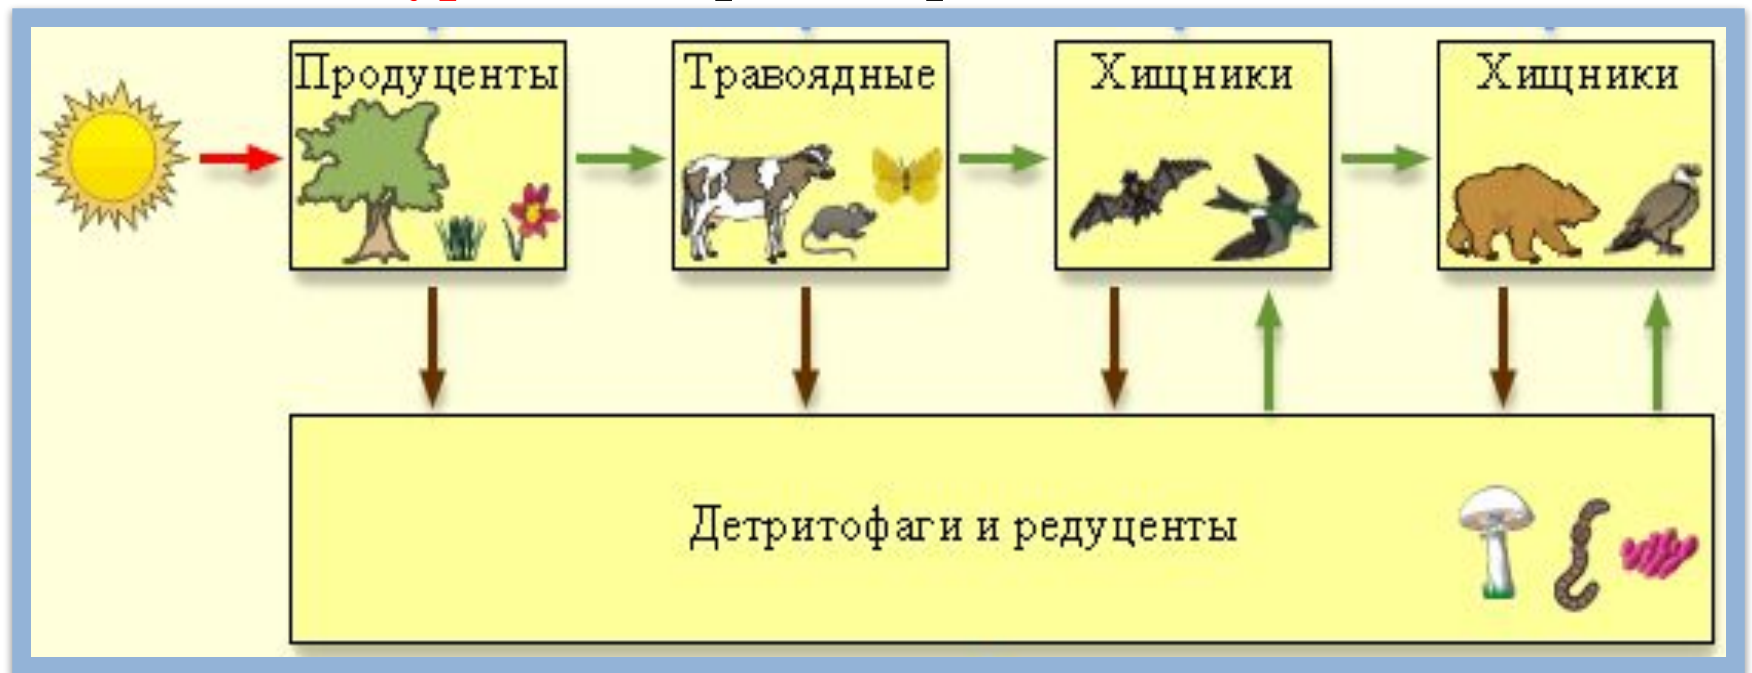 Продуценты
Травоядные
Хищники
Хищники
Детритофаги и редуценты